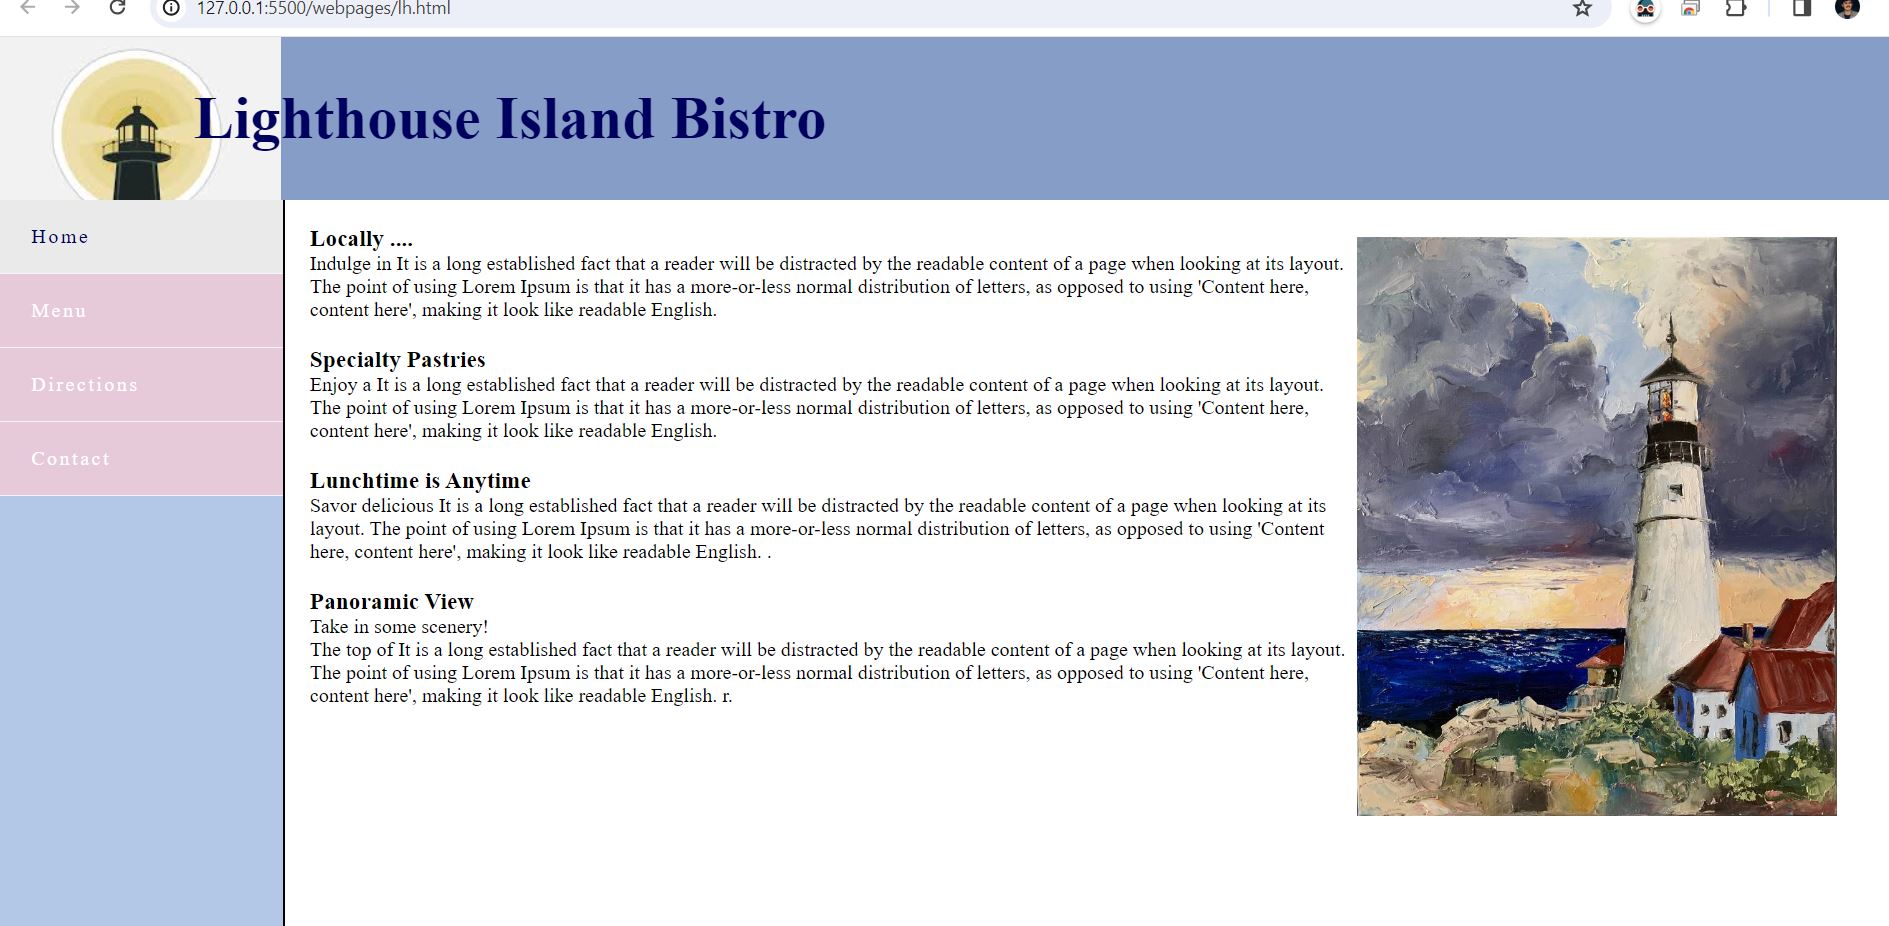 127.0.0.1:5500/webpages/lh.html
Lighthouse Island Bistro
Home
Menu
Directions
Contact
Locally ....
Indulge in It is a long established fact that a reader will be distracted by the readable content of a page when looking at its layout.
The point of using Lorem Ipsum is that it has a more-or-less normal distribution of letters, as opposed to using 'Content here,
content here', making it look like readable English.
Specialty Pastries
Enjoy a It is a long established fact that a reader will be distracted by the readable content of a page when looking at its layout.
The point of using Lorem Ipsum is that it has a more-or-less normal distribution of letters, as opposed to using 'Content here,
content here', making it look like readable English.
Lunchtime is Anytime
Savor delicious It is a long established fact that a reader will be distracted by the readable content of a page when looking at its
layout. The point of using Lorem Ipsum is that it has a more-or-less normal distribution of letters, as opposed to using 'Content
here, content here', making it look like readable English. .
Panoramic View
Take in some scenery!
The top of It is a long established fact that a reader will be distracted by the readable content of a page when looking at its layout.
The point of using Lorem Ipsum is that it has a more-or-less normal distribution of letters, as opposed to using 'Content here,
content here', making it look like readable English. r.